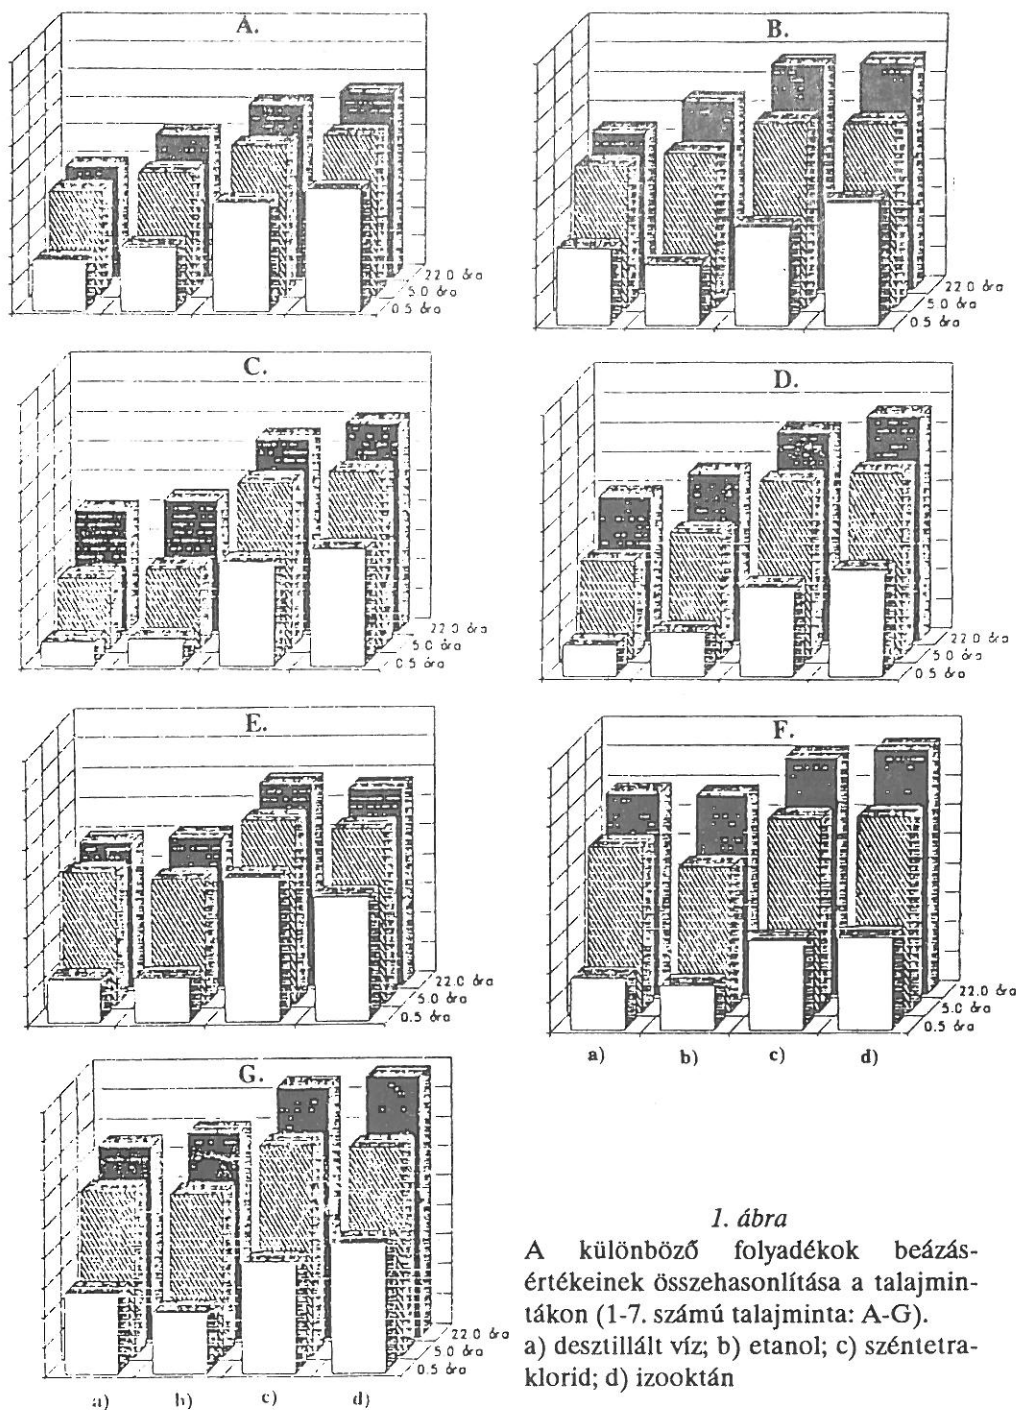 A.
22.0 óra
5.0 óra
0.5 óra
B.
22.0 óra
5.0 óra
0.5 óra
C.
22.0 óra
5.0 óra
0.5 óra
D.
22.0 óra
5.0 óra
0.5 óra
E.
22.0 óra
5.0 óra
0.5 óra
F.
22.0 óra
5.0 óra
0.5 óra
a) b) c) d)
G.
22.0 óra
5.0 óra
0.5 óra
a) b) c) d)
1. ábra
A különböző folyadékok beázás-
értékeinek összehasonlítása a talajmin-
tákon (1-7. számú talajminta: A-G).
a) desztillált víz; b) etanol; c) széntetra-
klorid; d) izooktán